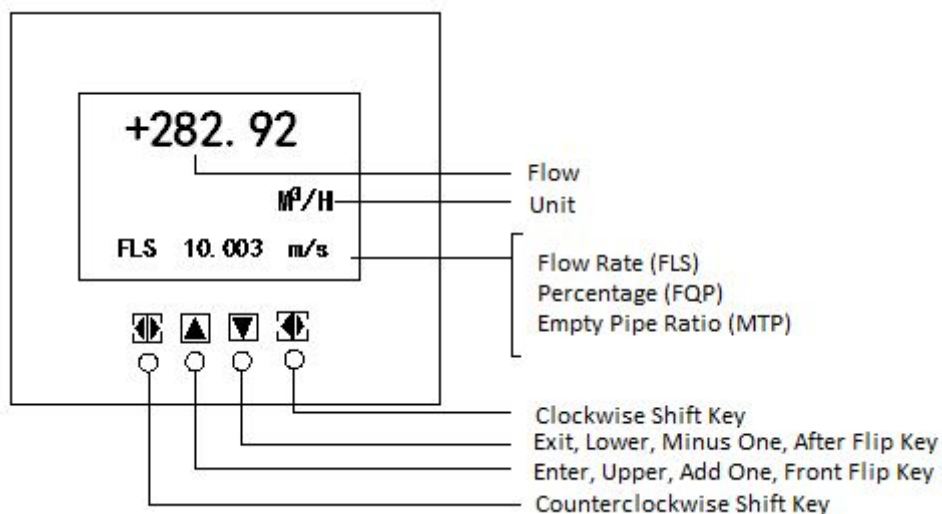 +282.92
Flow
M³/H
Unit
FLS 10.003 m/s
Flow Rate (FLS)
Percentage (FQP)
Empty Pipe Ratio (MTP)
Clockwise Shift Key
Exit, Lower, Minus One, After Flip Key
Enter, Upper, Add One, Front Flip Key
Counterclockwise Shift Key